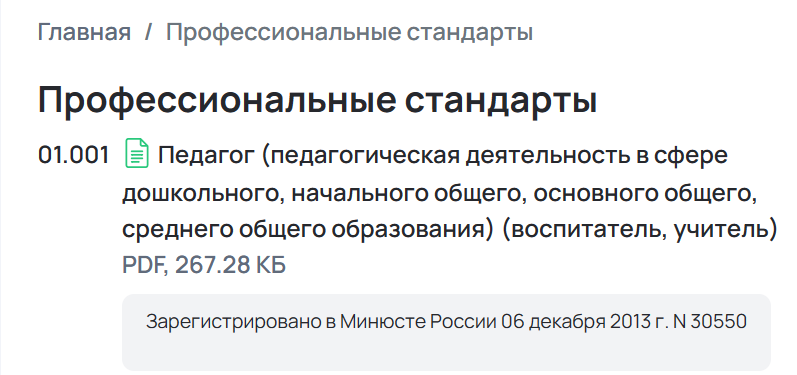 Главная / Профессиональные стандарты
Профессиональные стандарты
01.001 Педагог (педагогическая деятельность в сфере
дошкольного, начального общего, основного общего,
среднего общего образования) (воспитатель, учитель)
PDF, 267.28 КБ
Зарегистрировано в Минюсте России 06 декабря 2013 г. N 30550